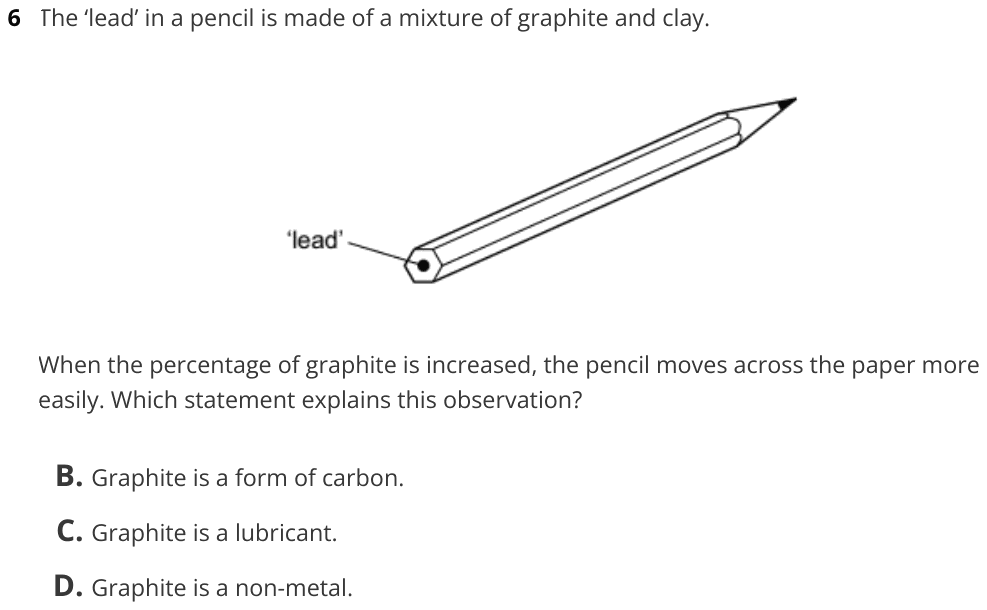 6 The ‘lead’ in a pencil is made of a mixture of graphite and clay.
‘lead’
When the percentage of graphite is increased, the pencil moves across the paper more
easily. Which statement explains this observation?
B. Graphite is a form of carbon.
C. Graphite is a lubricant.
D. Graphite is a non-metal.